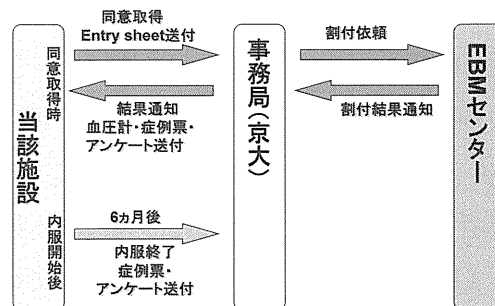 同意取得
Entry sheet送付
割付依頼
同意取得時
結果通知
血圧計・症例票・
アンケート送付
割付結果通知
当該施設
事務局(京大)
EBMセンター
内服開始後
6ヵ月後
内服終了
症例票・
アンケート送付